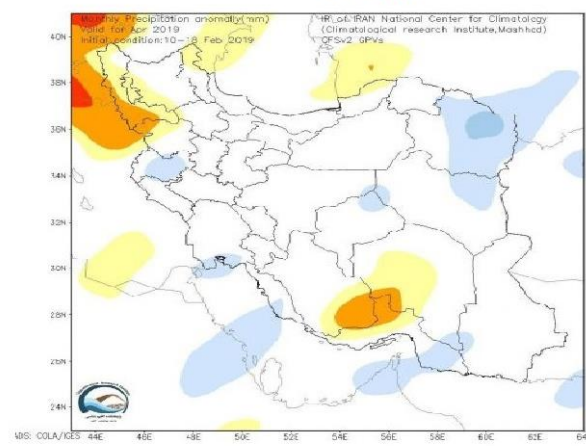 Monthly Precipitation anomaly(mm)
Valid for Apr 2019
Initial condition:10-18 Feb 2019
I.R. of IRAN National Center for Climatology
(Climatological research Institute,Mashhad)
CFSv2 GPVs
40N
38N
36N
34N
32N
30N
28N
26N
24N
44E
46E
48E
50E
52E
54E
56E
58E
60E
62E
GrADS: COLA/IGES